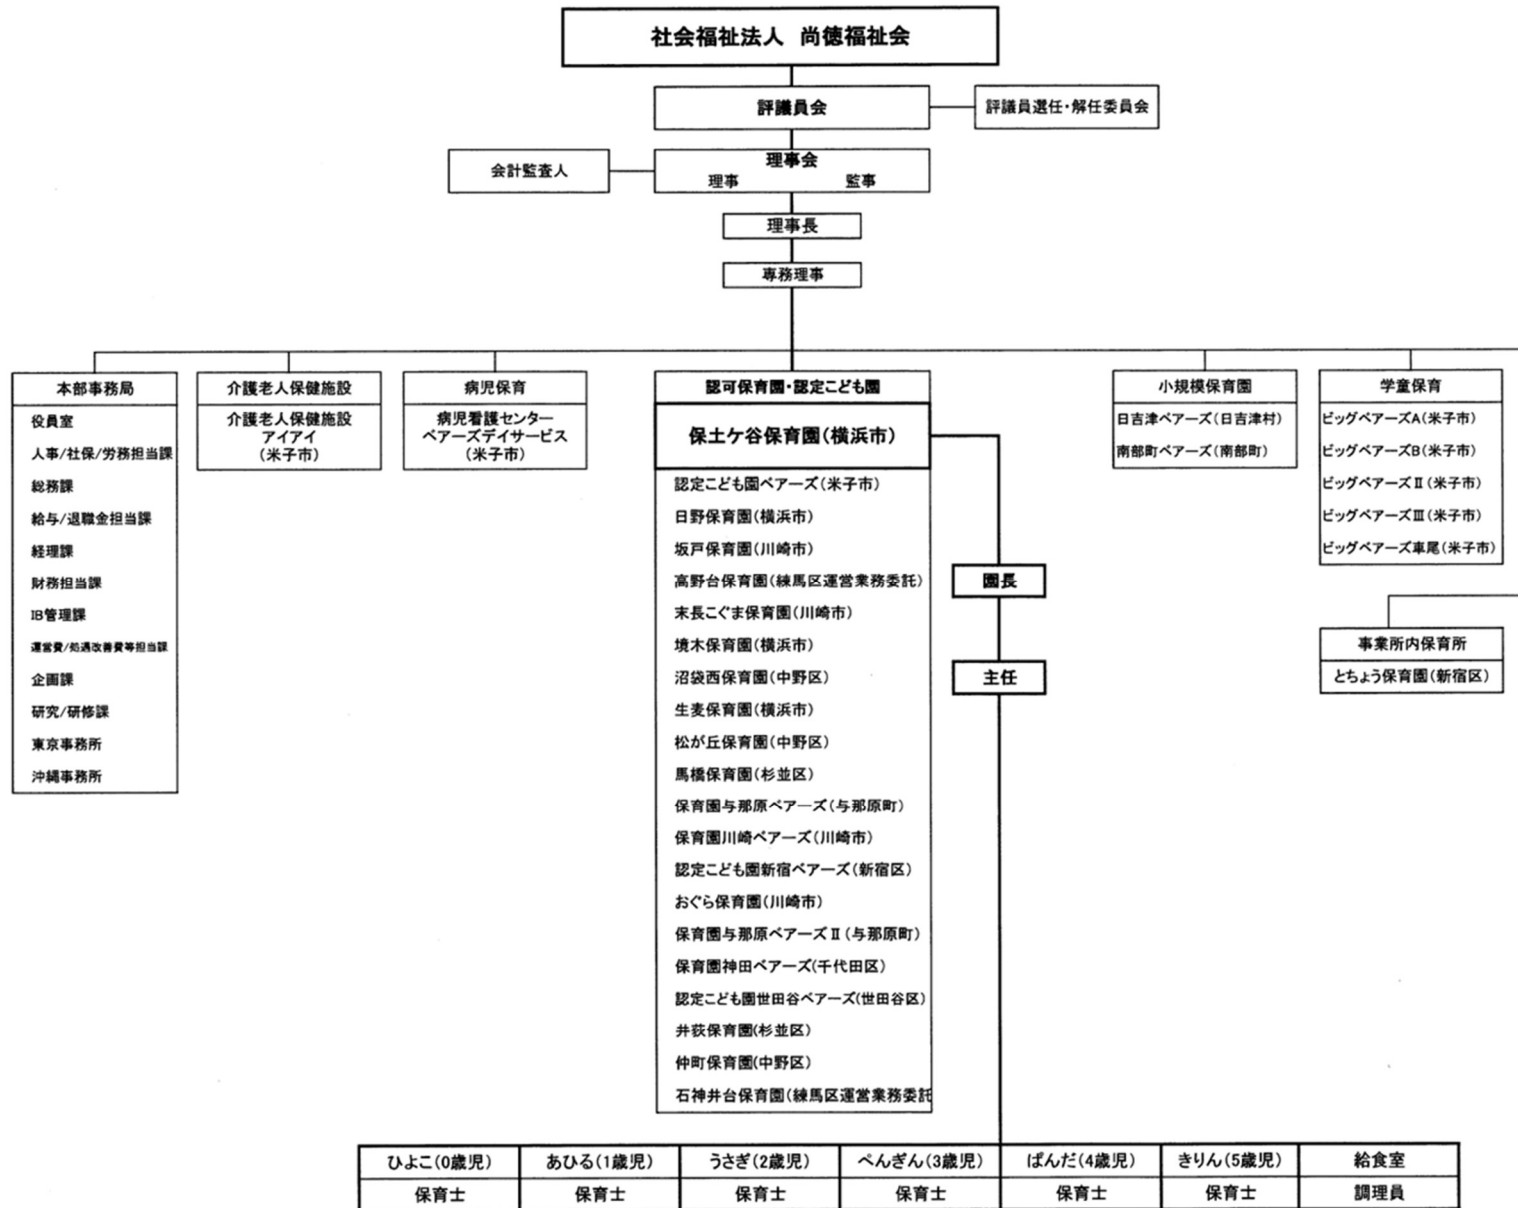 社会福祉法人 尚徳福祉会
評議員会
評議員選任・解任委員会
会計監査人
理事会
理事 監事
理事長
専務理事
本部事務局
役員室
人事/社保/労務担当課
総務課
給与/退職金担当課
経理課
財務担当課
IB管理課
運営費/処遇改善費等担当課
企画課
研究/研修課
東京事務所
沖縄事務所
介護老人保健施設
介護老人保健施設
アイアイ
(米子市)
病児保育
病児看護センター
ベアーズデイサービス
(米子市)
認可保育園・認定こども園
保土ケ谷保育園(横浜市)
認定こども園ベアーズ(米子市)
日野保育園(横浜市)
坂戸保育園(川崎市)
高野台保育園(練馬区運営業務委託)
末長こぐま保育園(川崎市)
境木保育園(横浜市)
沼袋西保育園(中野区)
生麦保育園(横浜市)
松が丘保育園(中野区)
馬橋保育園(杉並区)
保育園与那原ベアーズ(与那原町)
保育園川崎ベアーズ(川崎市)
認定こども園新宿ベアーズ(新宿区)
おぐら保育園(川崎市)
保育園与那原ベアーズⅡ(与那原町)
保育園神田ベアーズ(千代田区)
認定こども園世田谷ベアーズ(世田谷区)
井荻保育園(杉並区)
仲町保育園(中野区)
石神井台保育園(練馬区運営業務委託
園長
主任
小規模保育園
日吉津ベアーズ(日吉津村)
南部町ベアーズ(南部町)
学童保育
ビッグベアーズA(米子市)
ビッグベアーズB(米子市)
ビッグベアーズⅡ(米子市)
ビッグベアーズⅢ(米子市)
ビッグベアーズ車尾(米子市)
事業所内保育所
とちょう保育園(新宿区)
ひよこ(0歳児) あひる(1歳児) うさぎ(2歳児) ぺんぎん(3歳児) ぱんだ(4歳児) きりん(5歳児) 給食室
保育士 保育士 保育士 保育士 保育士 保育士 調理員